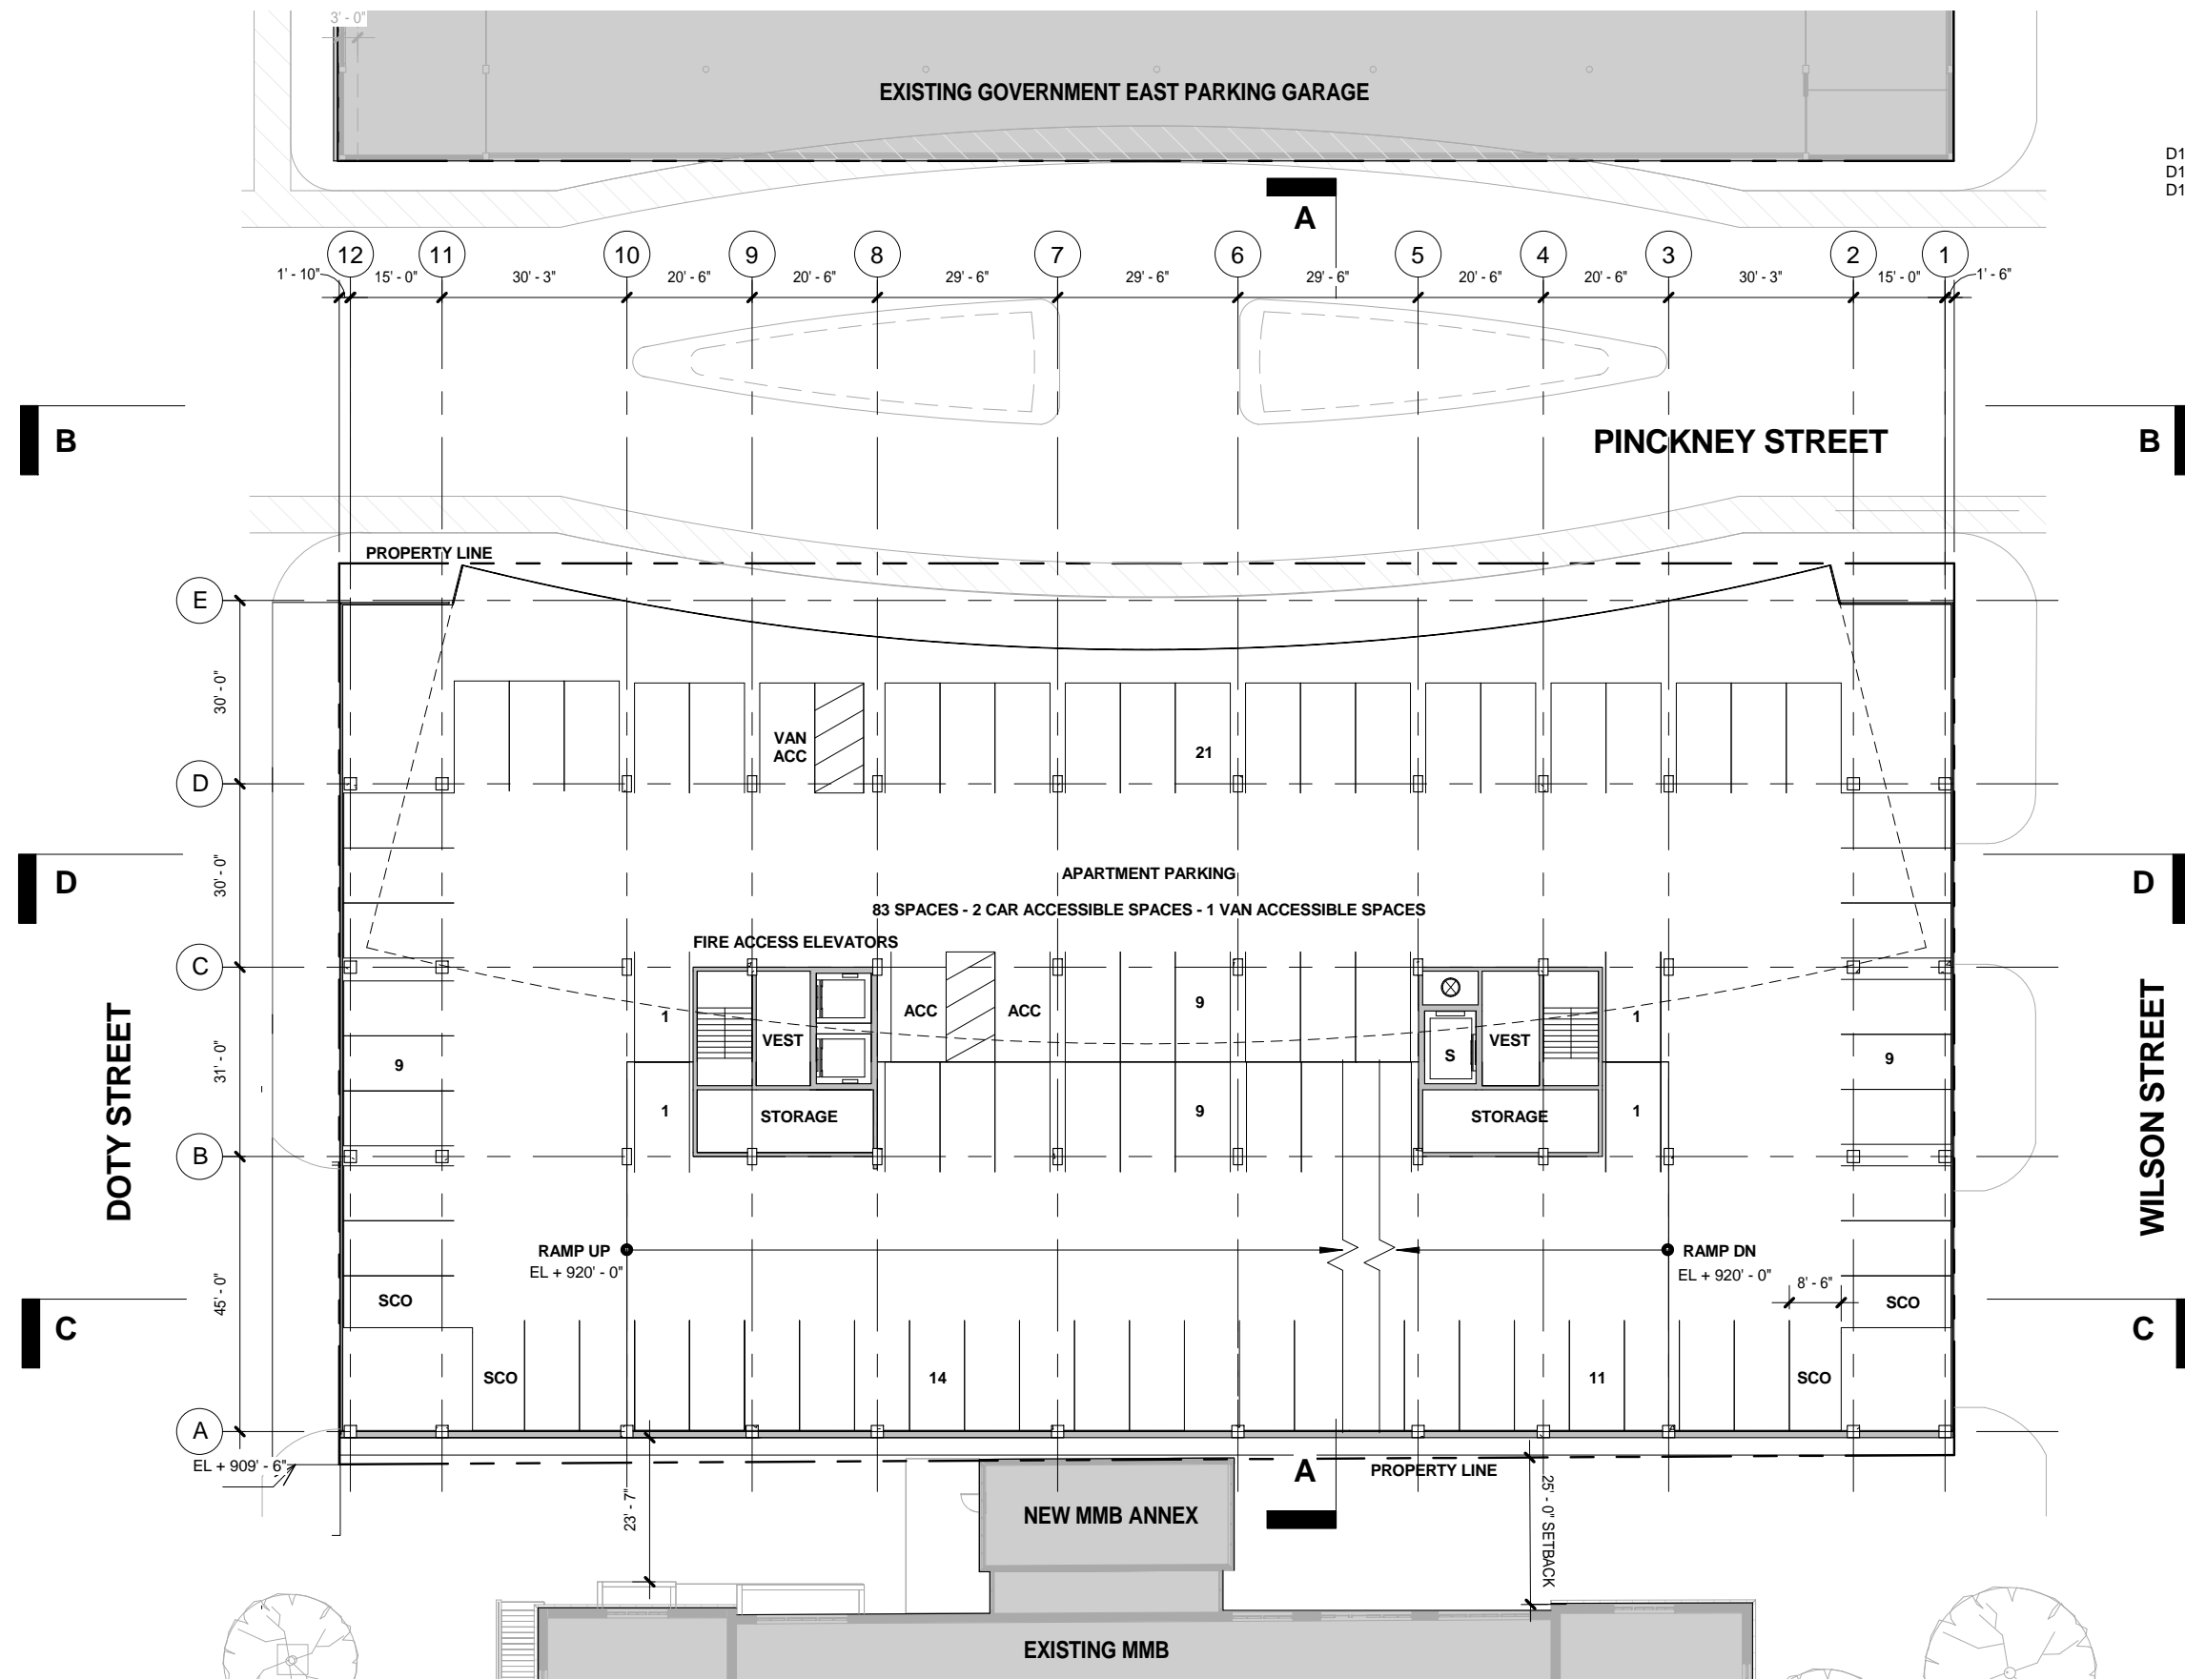 3' - 0"
EXISTING GOVERNMENT EAST PARKING GARAGE
D1
D1
D1
A
12 11 10 9 8 7 6 5 4 3 2 1
1' - 10" 15' - 0" 30' - 3" 20' - 6" 20' - 6" 29' - 6" 29' - 6" 29' - 6" 20' - 6" 20' - 6" 30' - 3" 15' - 0" 1' - 6"
B
PINCKNEY STREET
B
PROPERTY LINE
E
30' - 0"
VAN
ACC
21
D
30' - 0"
APARTMENT PARKING
D
D
83 SPACES - 2 CAR ACCESSIBLE SPACES - 1 VAN ACCESSIBLE SPACES
FIRE ACCESS ELEVATORS
C
31' - 0"
1
VEST
ACC
ACC
9
S
VEST
1
9
9
DOTY STREET
WILSON STREET
1
STORAGE
9
STORAGE
1
B
45' - 0"
RAMP UP
EL + 920' - 0"
RAMP DN
EL + 920' - 0"
8' - 6"
SCO
SCO
C
C
SCO
14
11
SCO
A
EL + 909' - 6"
A
PROPERTY LINE
23' - 7"
25' - 0" SETBACK
NEW MMB ANNEX
EXISTING MMB